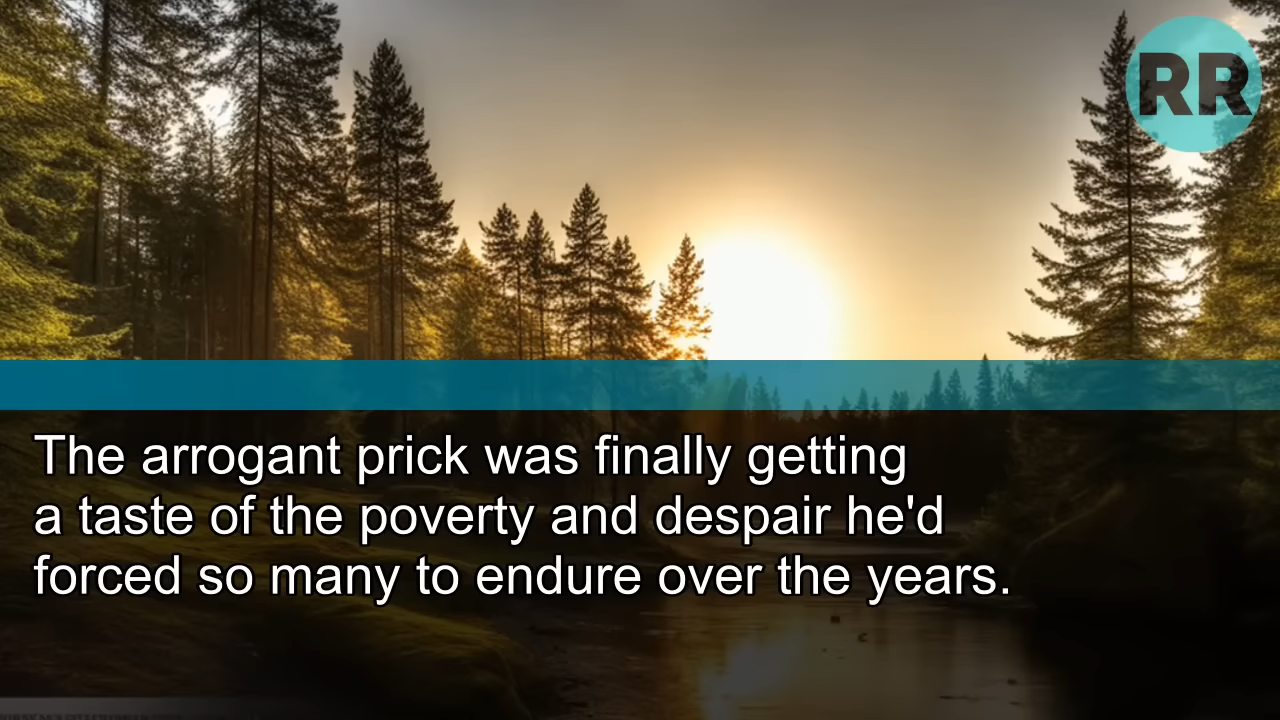 RR
The arrogant prick was finally getting
a taste of the poverty and despair he'd
forced so many to endure over the years.